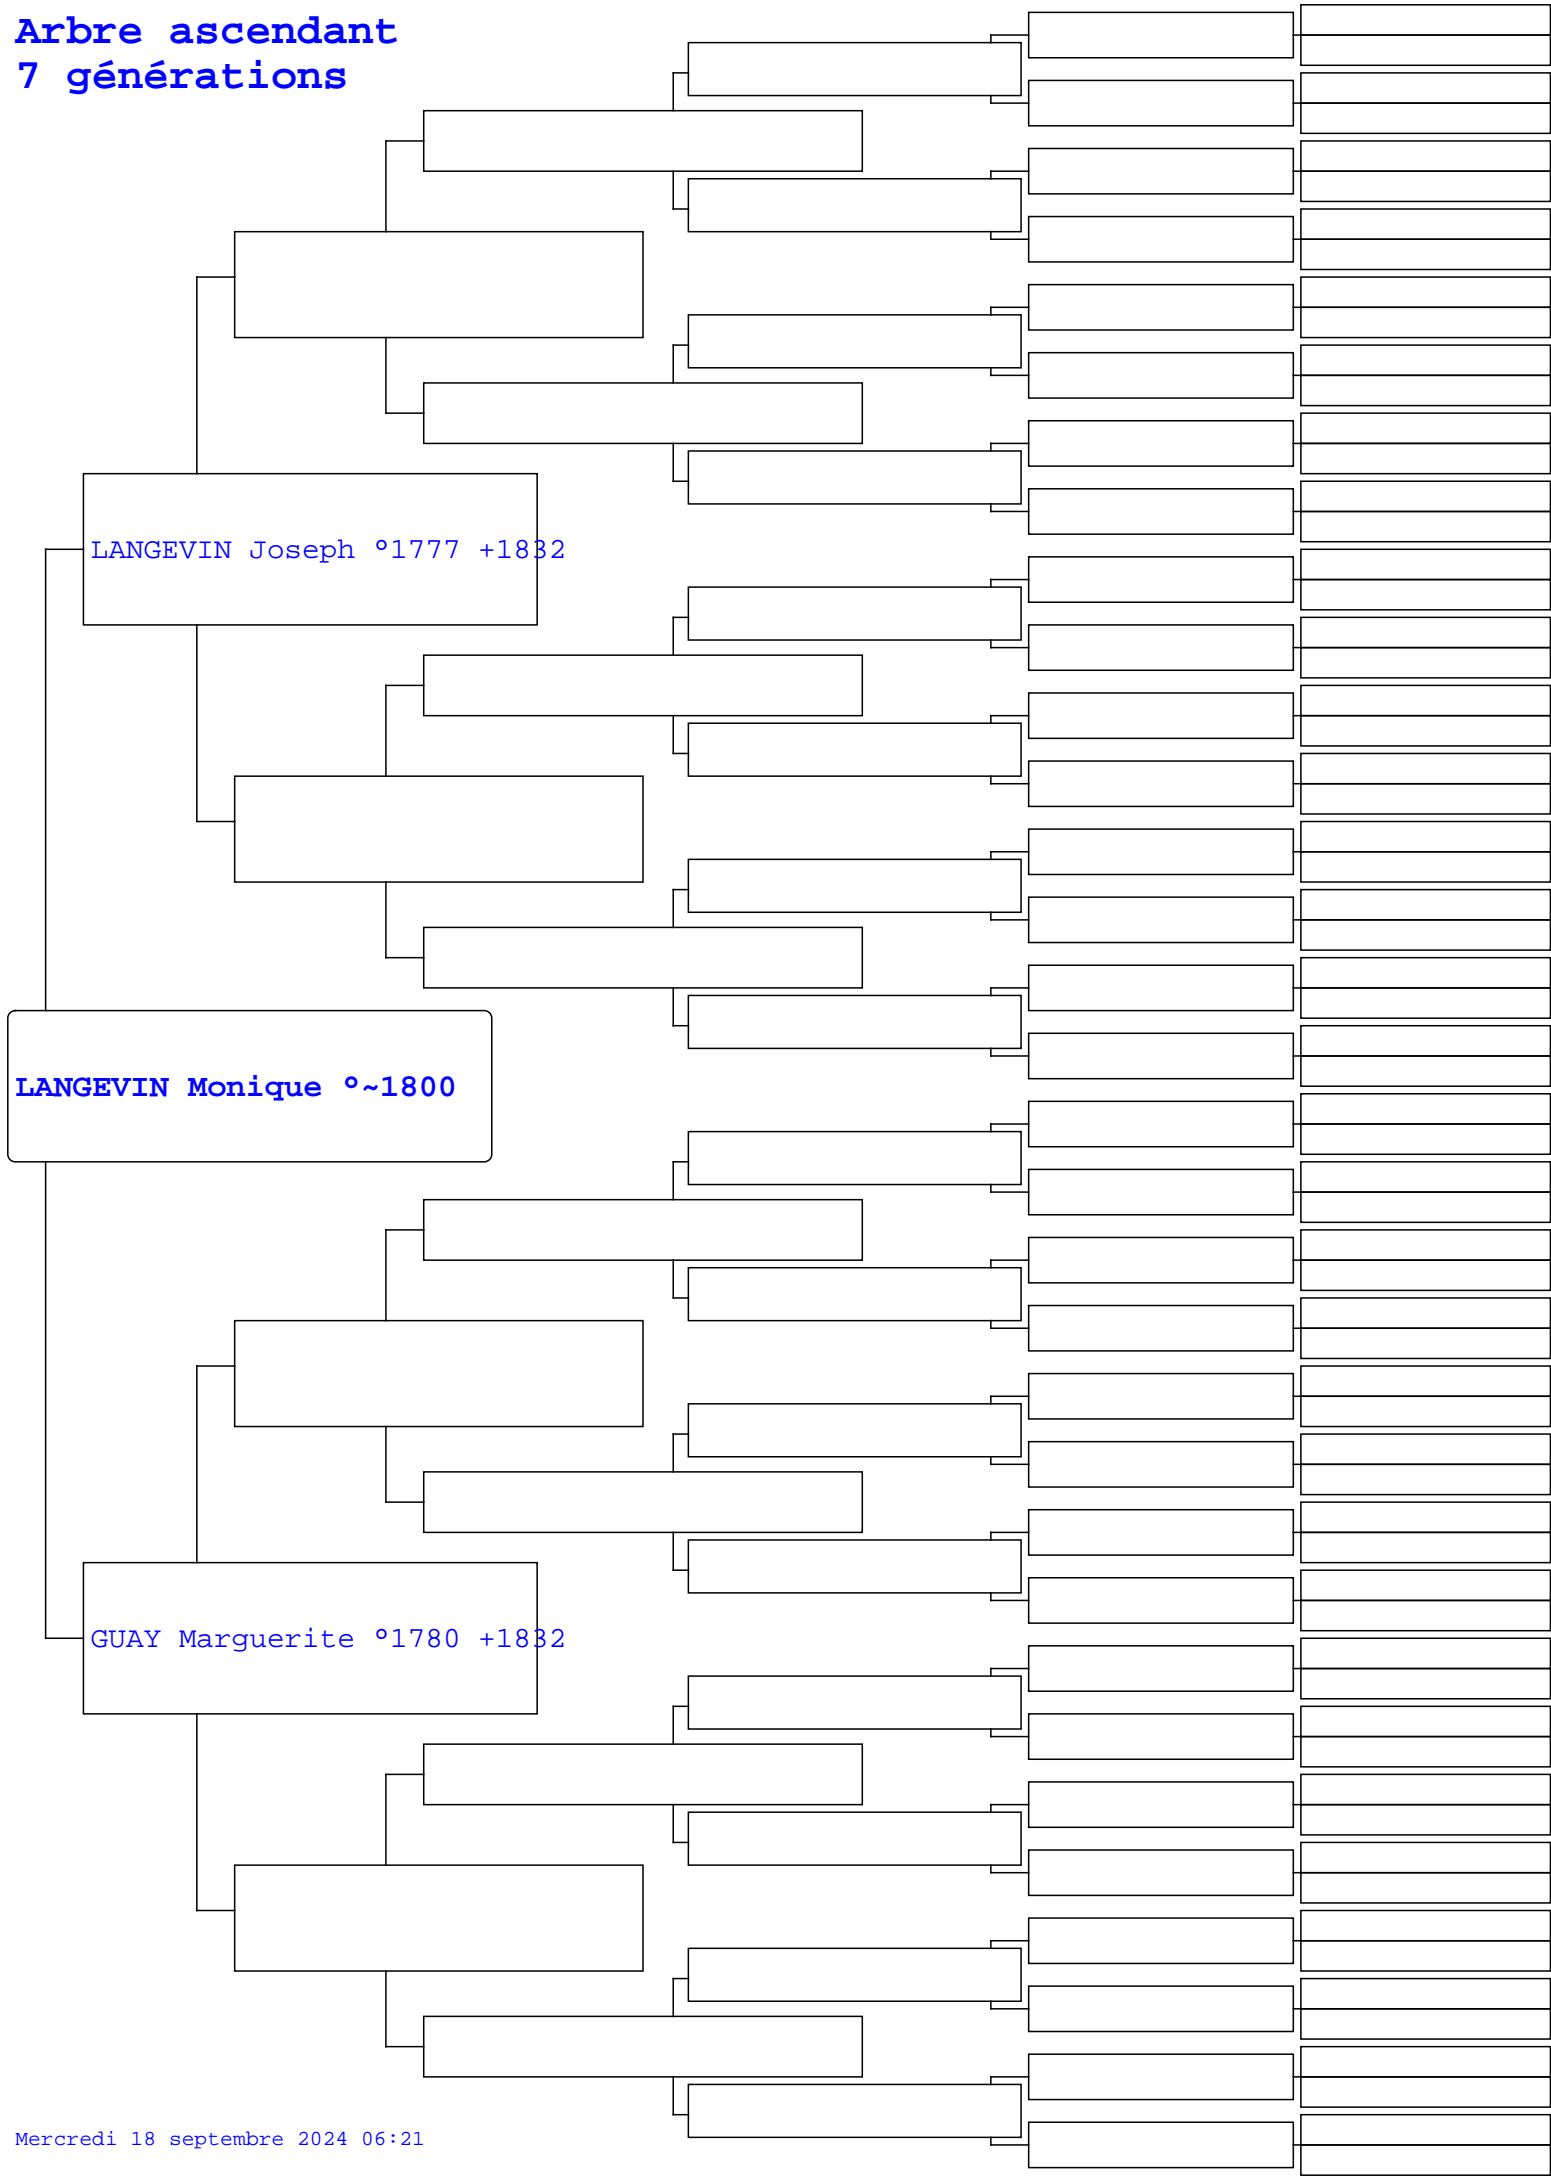 Arbre ascendant
7 générations
LANGEVIN Joseph °1777 +1832
LANGEVIN Monique °~1800
GUAY Marguerite °1780 +1832
Mercredi 18 septembre 2024 06:21